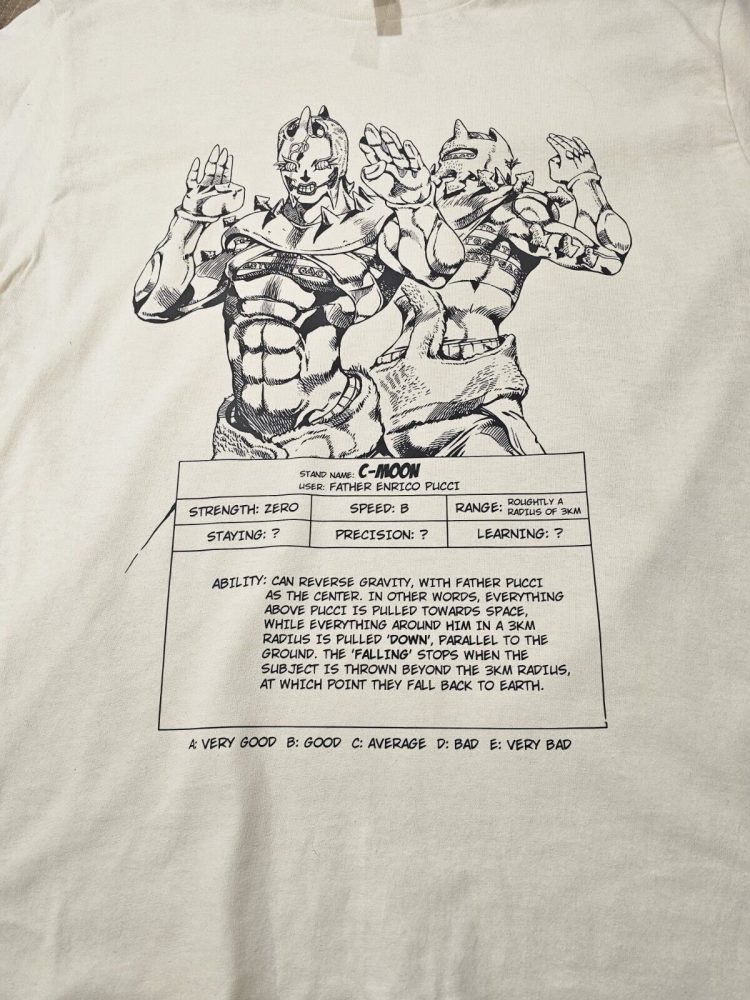 STAND NAME: C-MOON
USER: FATHER ENRICO PUCCI
STRENGTH: ZERO
SPEED: B
RANGE: ROUGHTLY A
RADIUS OF 3KM
STAYING: ?
PRECISION: ?
LEARNING: ?
ABILITY: CAN REVERSE GRAVITY, WITH FATHER PUCCI
AS THE CENTER. IN OTHER WORDS, EVERYTHING
ABOVE PUCCI IS PULLED TOWARDS SPACE,
WHILE EVERYTHING AROUND HIM IN A 3KM
RADIUS IS PULLED 'DOWN', PARALLEL TO THE
GROUND. THE 'FALLING' STOPS WHEN THE
SUBJECT IS THROWN BEYOND THE 3KM RADIUS,
AT WHICH POINT THEY FALL BACK TO EARTH.
A: VERY GOOD B: GOOD C: AVERAGE D: BAD E: VERY BAD